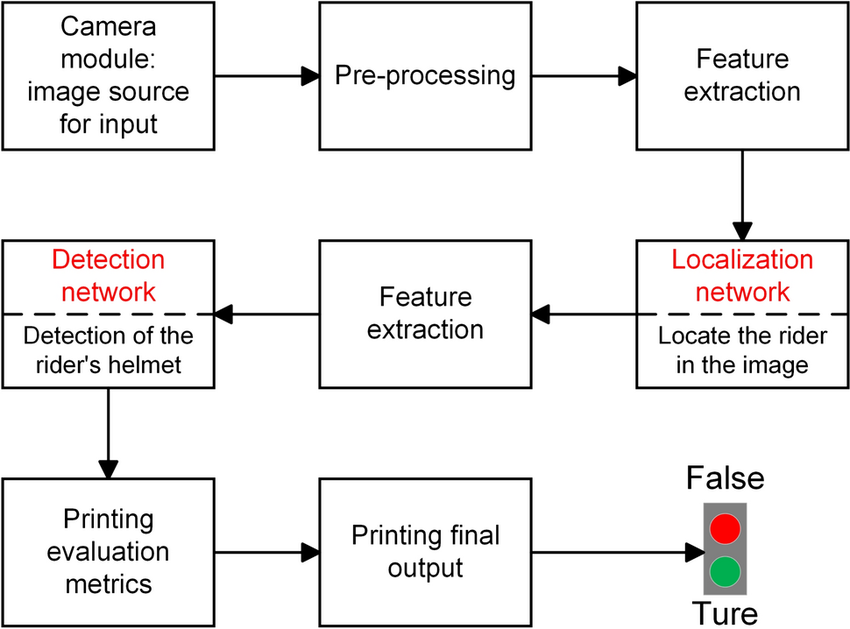 Camera
module:
image source
for input
Pre-processing
Feature
extraction
Localization
network
Locate the rider
in the image
Feature
extraction
Detection
network
Detection of the
rider's helmet
Printing
evaluation
metrics
Printing final
output
False
Ture